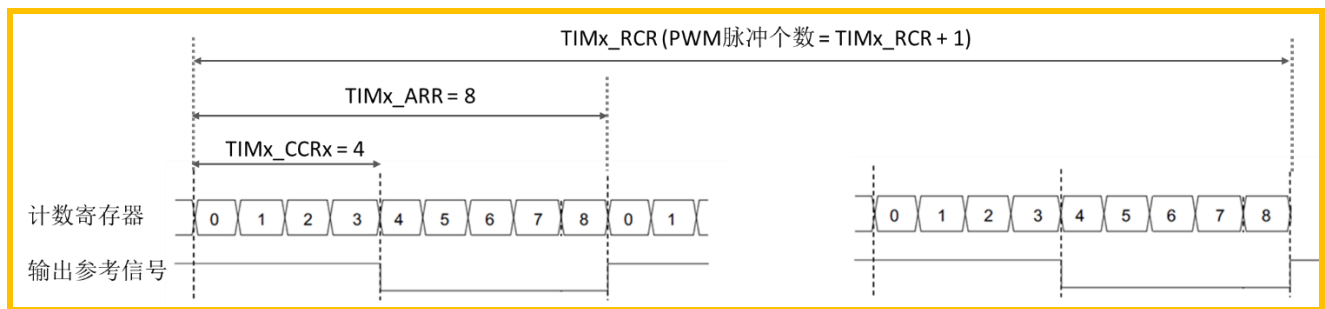 TIMx_RCR (PWM脉冲个数 = TIMx_RCR + 1)
TIMx_ARR = 8
TIMx_CCRx = 4
计数寄存器 0 1 2 3 4 5 6 7 8 0 1 0 1 2 3 4 5 6 7 8
输出参考信号